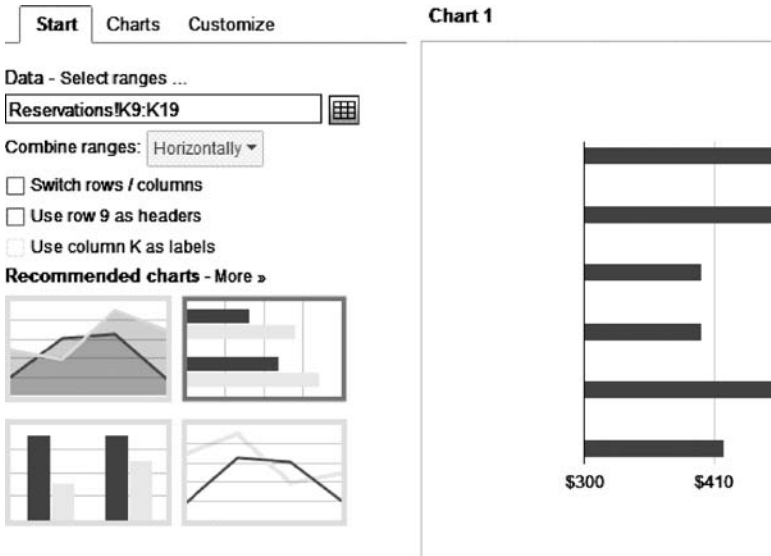 Start Charts Customize
Data - Select ranges ...
Reservations!K9:K19
Combine ranges: Horizontally
Switch rows / columns
Use row 9 as headers
Use column K as labels
Recommended charts - More »
Chart 1
$300 $410